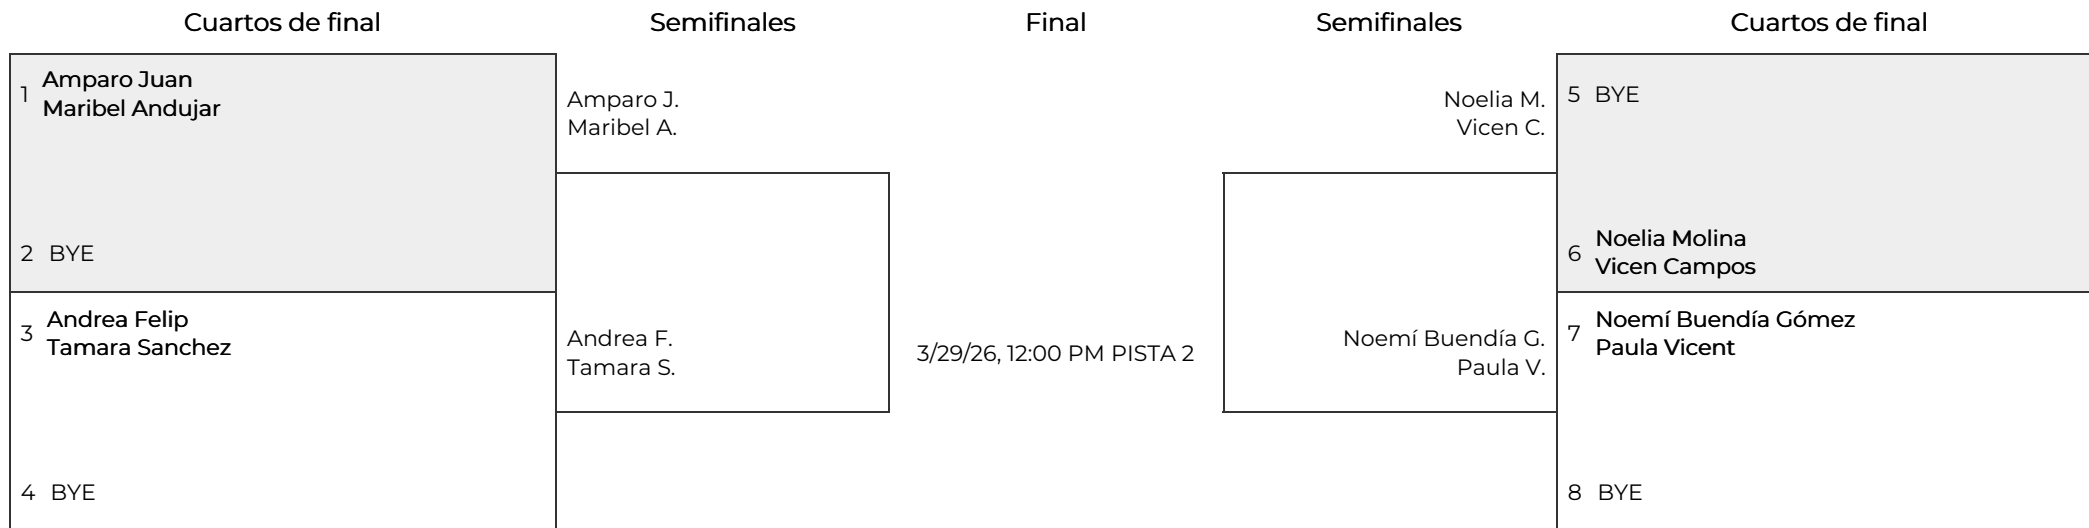 Cuartos de final
Semifinales
Final
Semifinales
Cuartos de final
1 Amparo Juan
Maribel Andujar
2 BYE
3 Andrea Felip
Tamara Sanchez
4 BYE
Amparo J.
Maribel A.
Andrea F.
Tamara S.
3/29/26, 12:00 PM PISTA 2
Noelia M.
Vicen C.
Noemí Buendía G.
Paula V.
5 BYE
6 Noelia Molina
Vicen Campos
7 Noemí Buendía Gómez
Paula Vicent
8 BYE